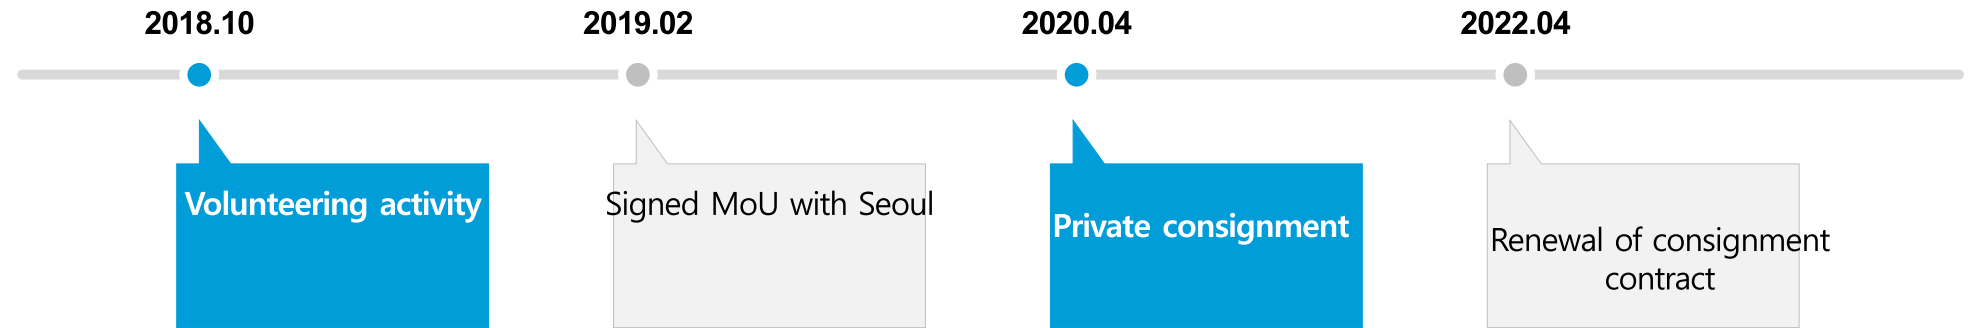 2018.10
2019.02
2020.04
2022.04
Volunteering activity
Signed MoU with Seoul
Private consignment
Renewal of consignment
contract